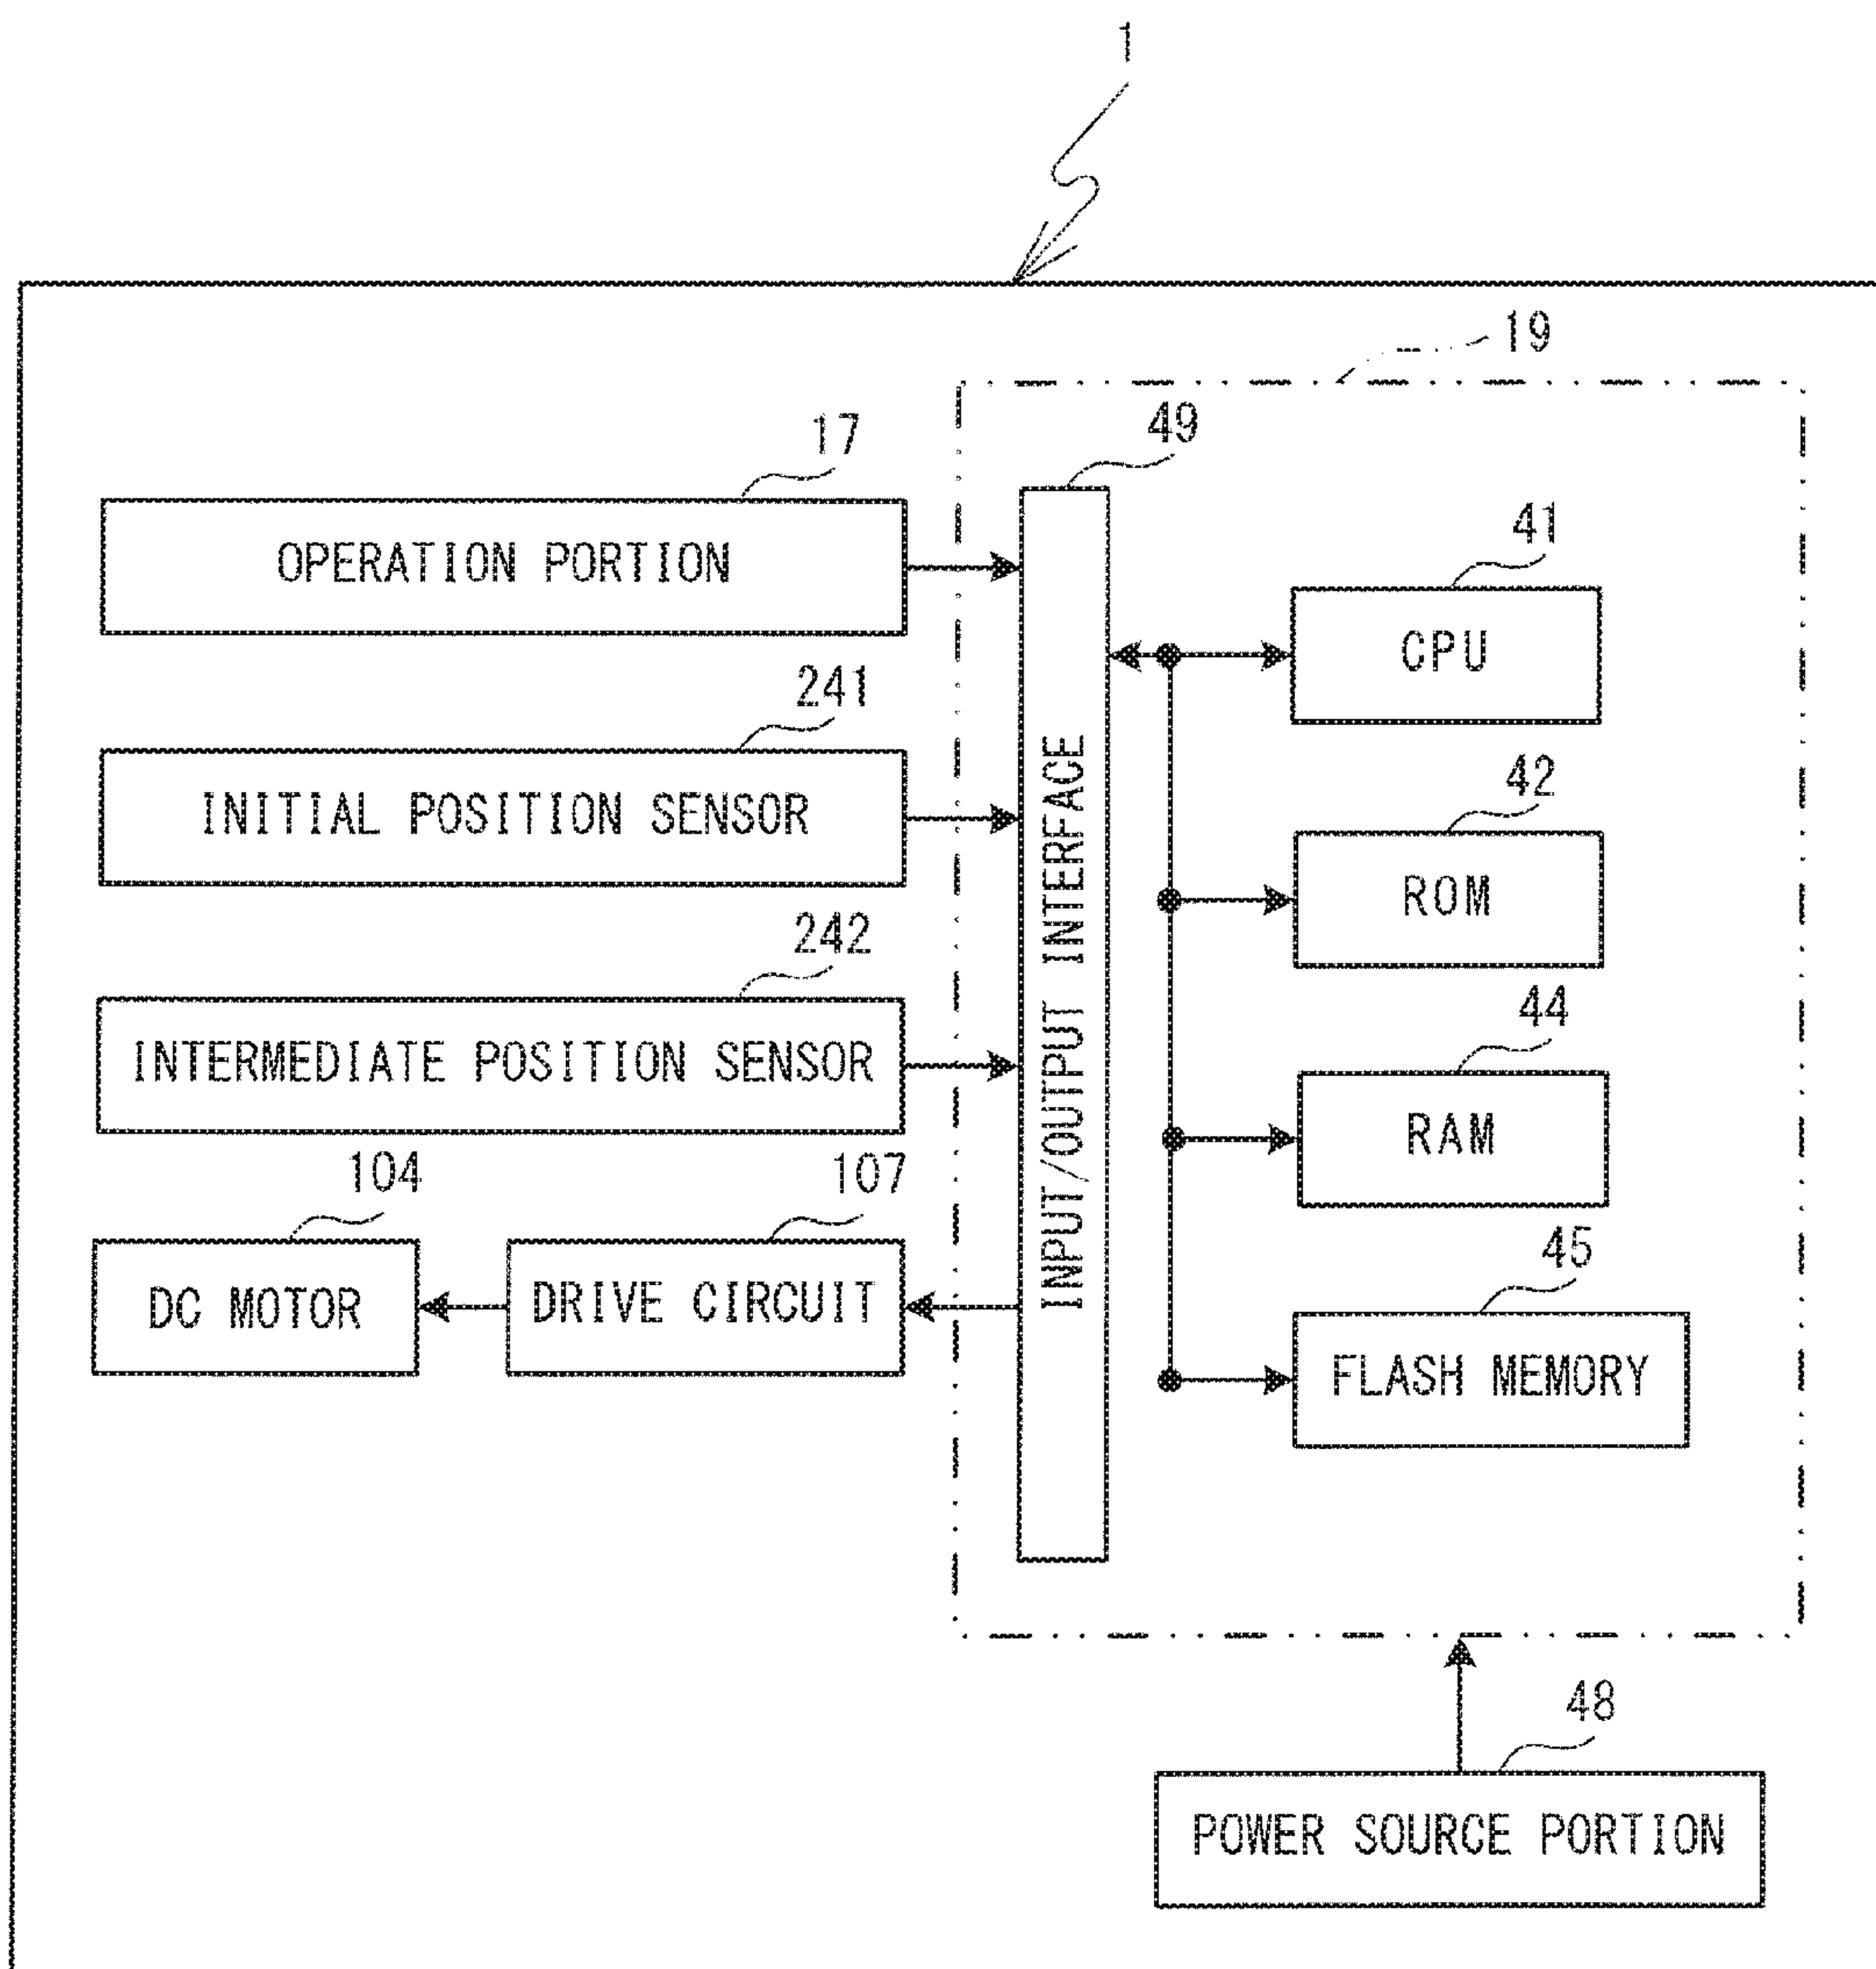 1
19
17
49
OPERATION PORTION
41
CPU
241
INITIAL POSITION SENSOR
INPUT/OUTPUT INTERFACE
42
ROM
242
INTERMEDIATE POSITION SENSOR
44
RAM
104
107
DC MOTOR
DRIVE CIRCUIT
45
FLASH MEMORY
48
POWER SOURCE PORTION